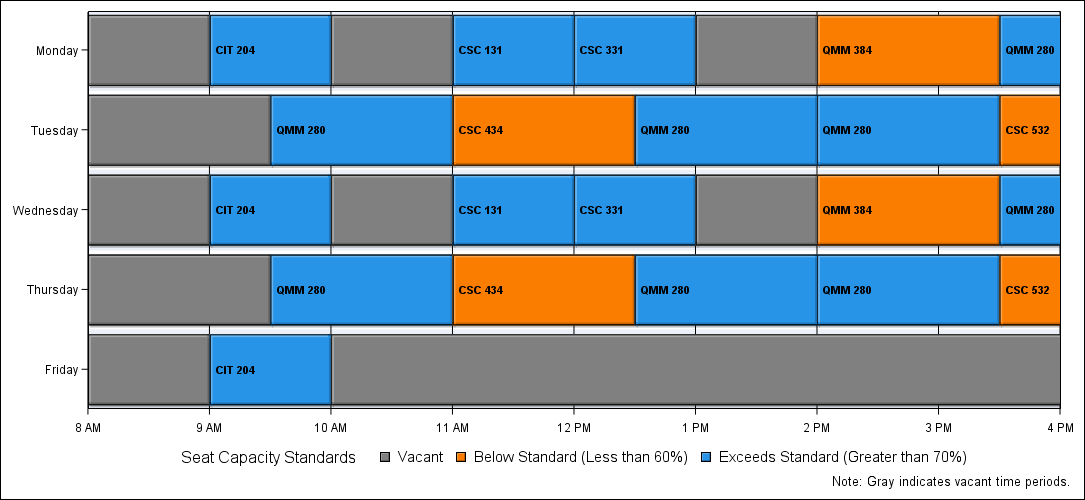 Monday CIT 204 CSC 131 CSC 331 QMM 384 QMM 280
Tuesday QMM 280 CSC 434 QMM 280 QMM 280 CSC 532
Wednesday CIT 204 CSC 131 CSC 331 QMM 384 QMM 280
Thursday QMM 280 CSC 434 QMM 280 QMM 280 CSC 532
Friday CIT 204
8 AM 9 AM 10 AM 11 AM 12 PM 1 PM 2 PM 3 PM 4 PM
Seat Capacity Standards Vacant Below Standard (Less than 60%) Exceeds Standard (Greater than 70%)
Note: Gray indicates vacant time periods.